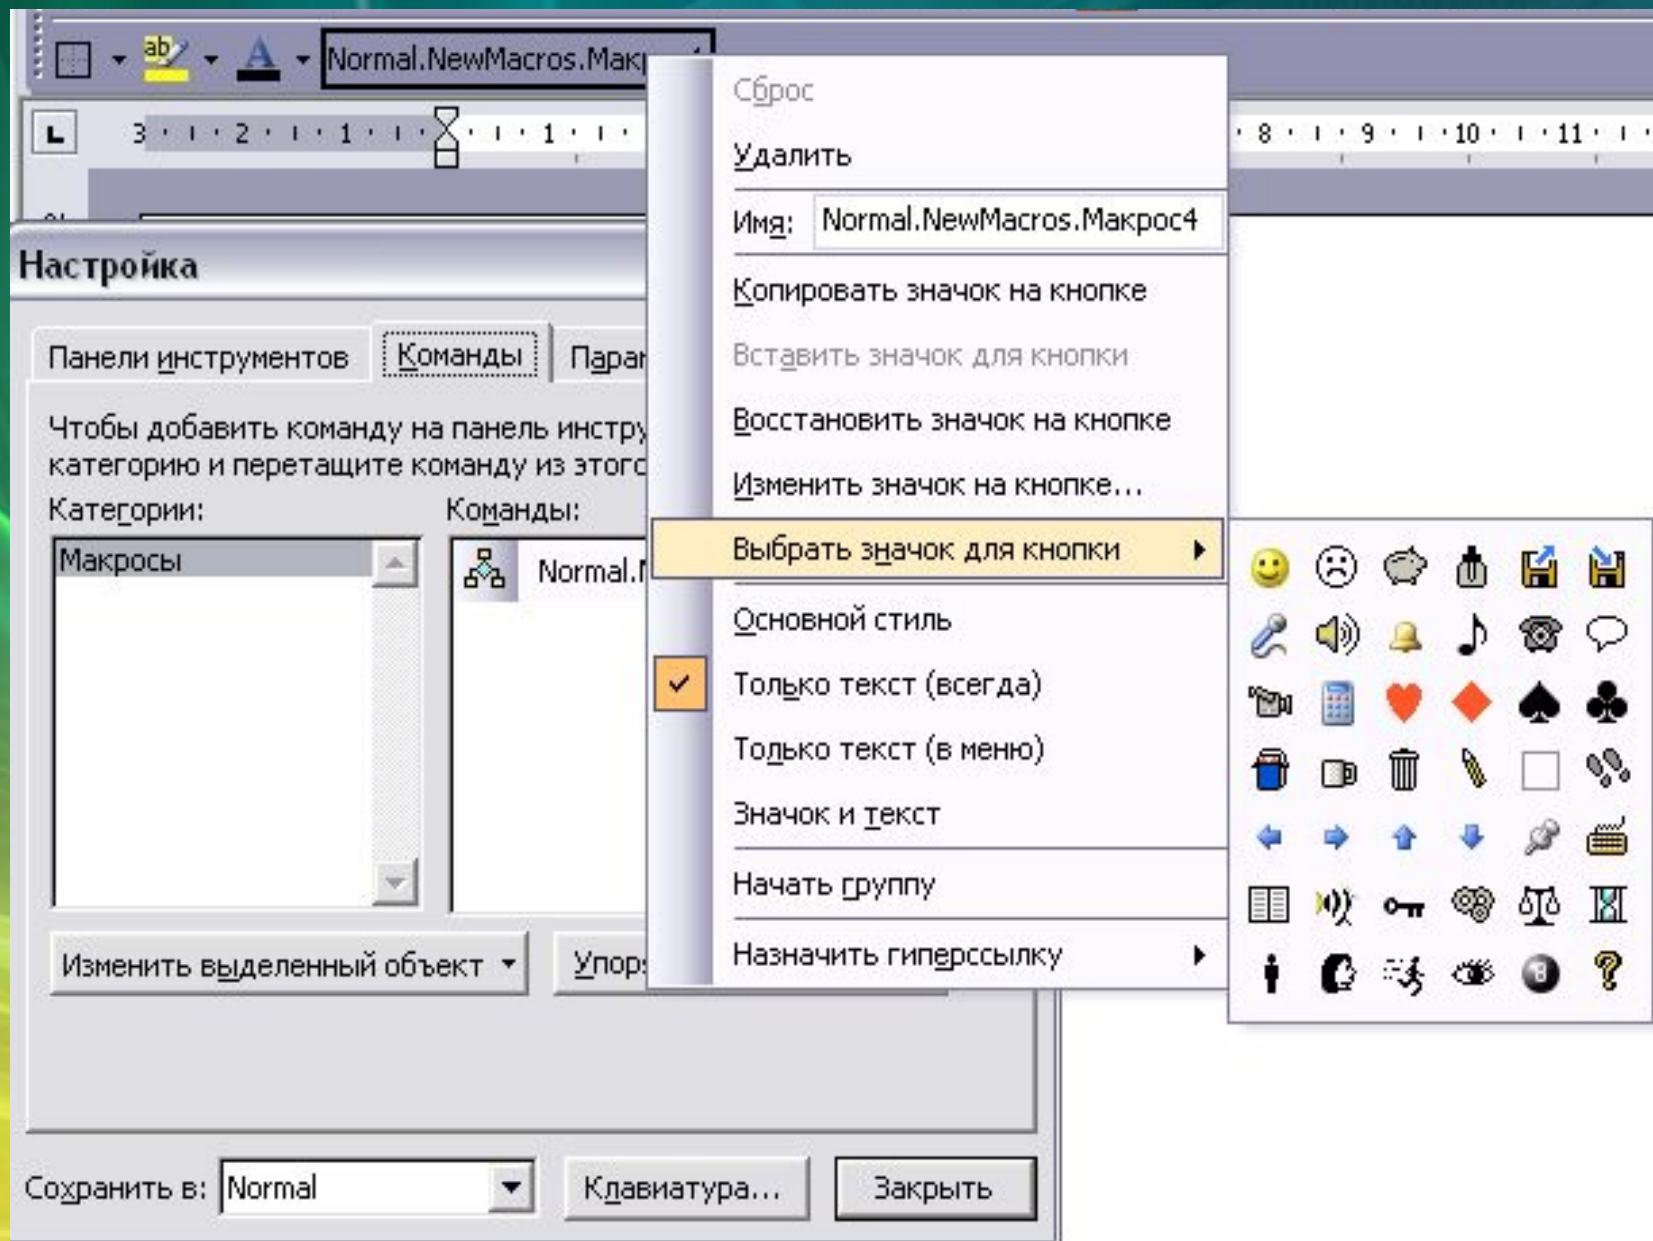 Normal.NewMacros.Мак
3 2 1 1 8 9 10 11
Сброс
Удалить
Имя: Normal.NewMacros.Макрос4
Копировать значок на кнопке
Вставить значок для кнопки
Восстановить значок на кнопке
Изменить значок на кнопке...
Выбрать значок для кнопки
Основной стиль
Только текст (всегда)
Только текст (в меню)
Значок и текст
Начать группу
Назначить гиперссылку
Настройка
Панели инструментов Команды Пара
Чтобы добавить команду на панель инстру
категорию и перетащите команду из этого
Категории: Команды:
Макросы Normal.
Изменить выделенный объект Упор
Сохранить в: Normal Клавиатура... Закрыть